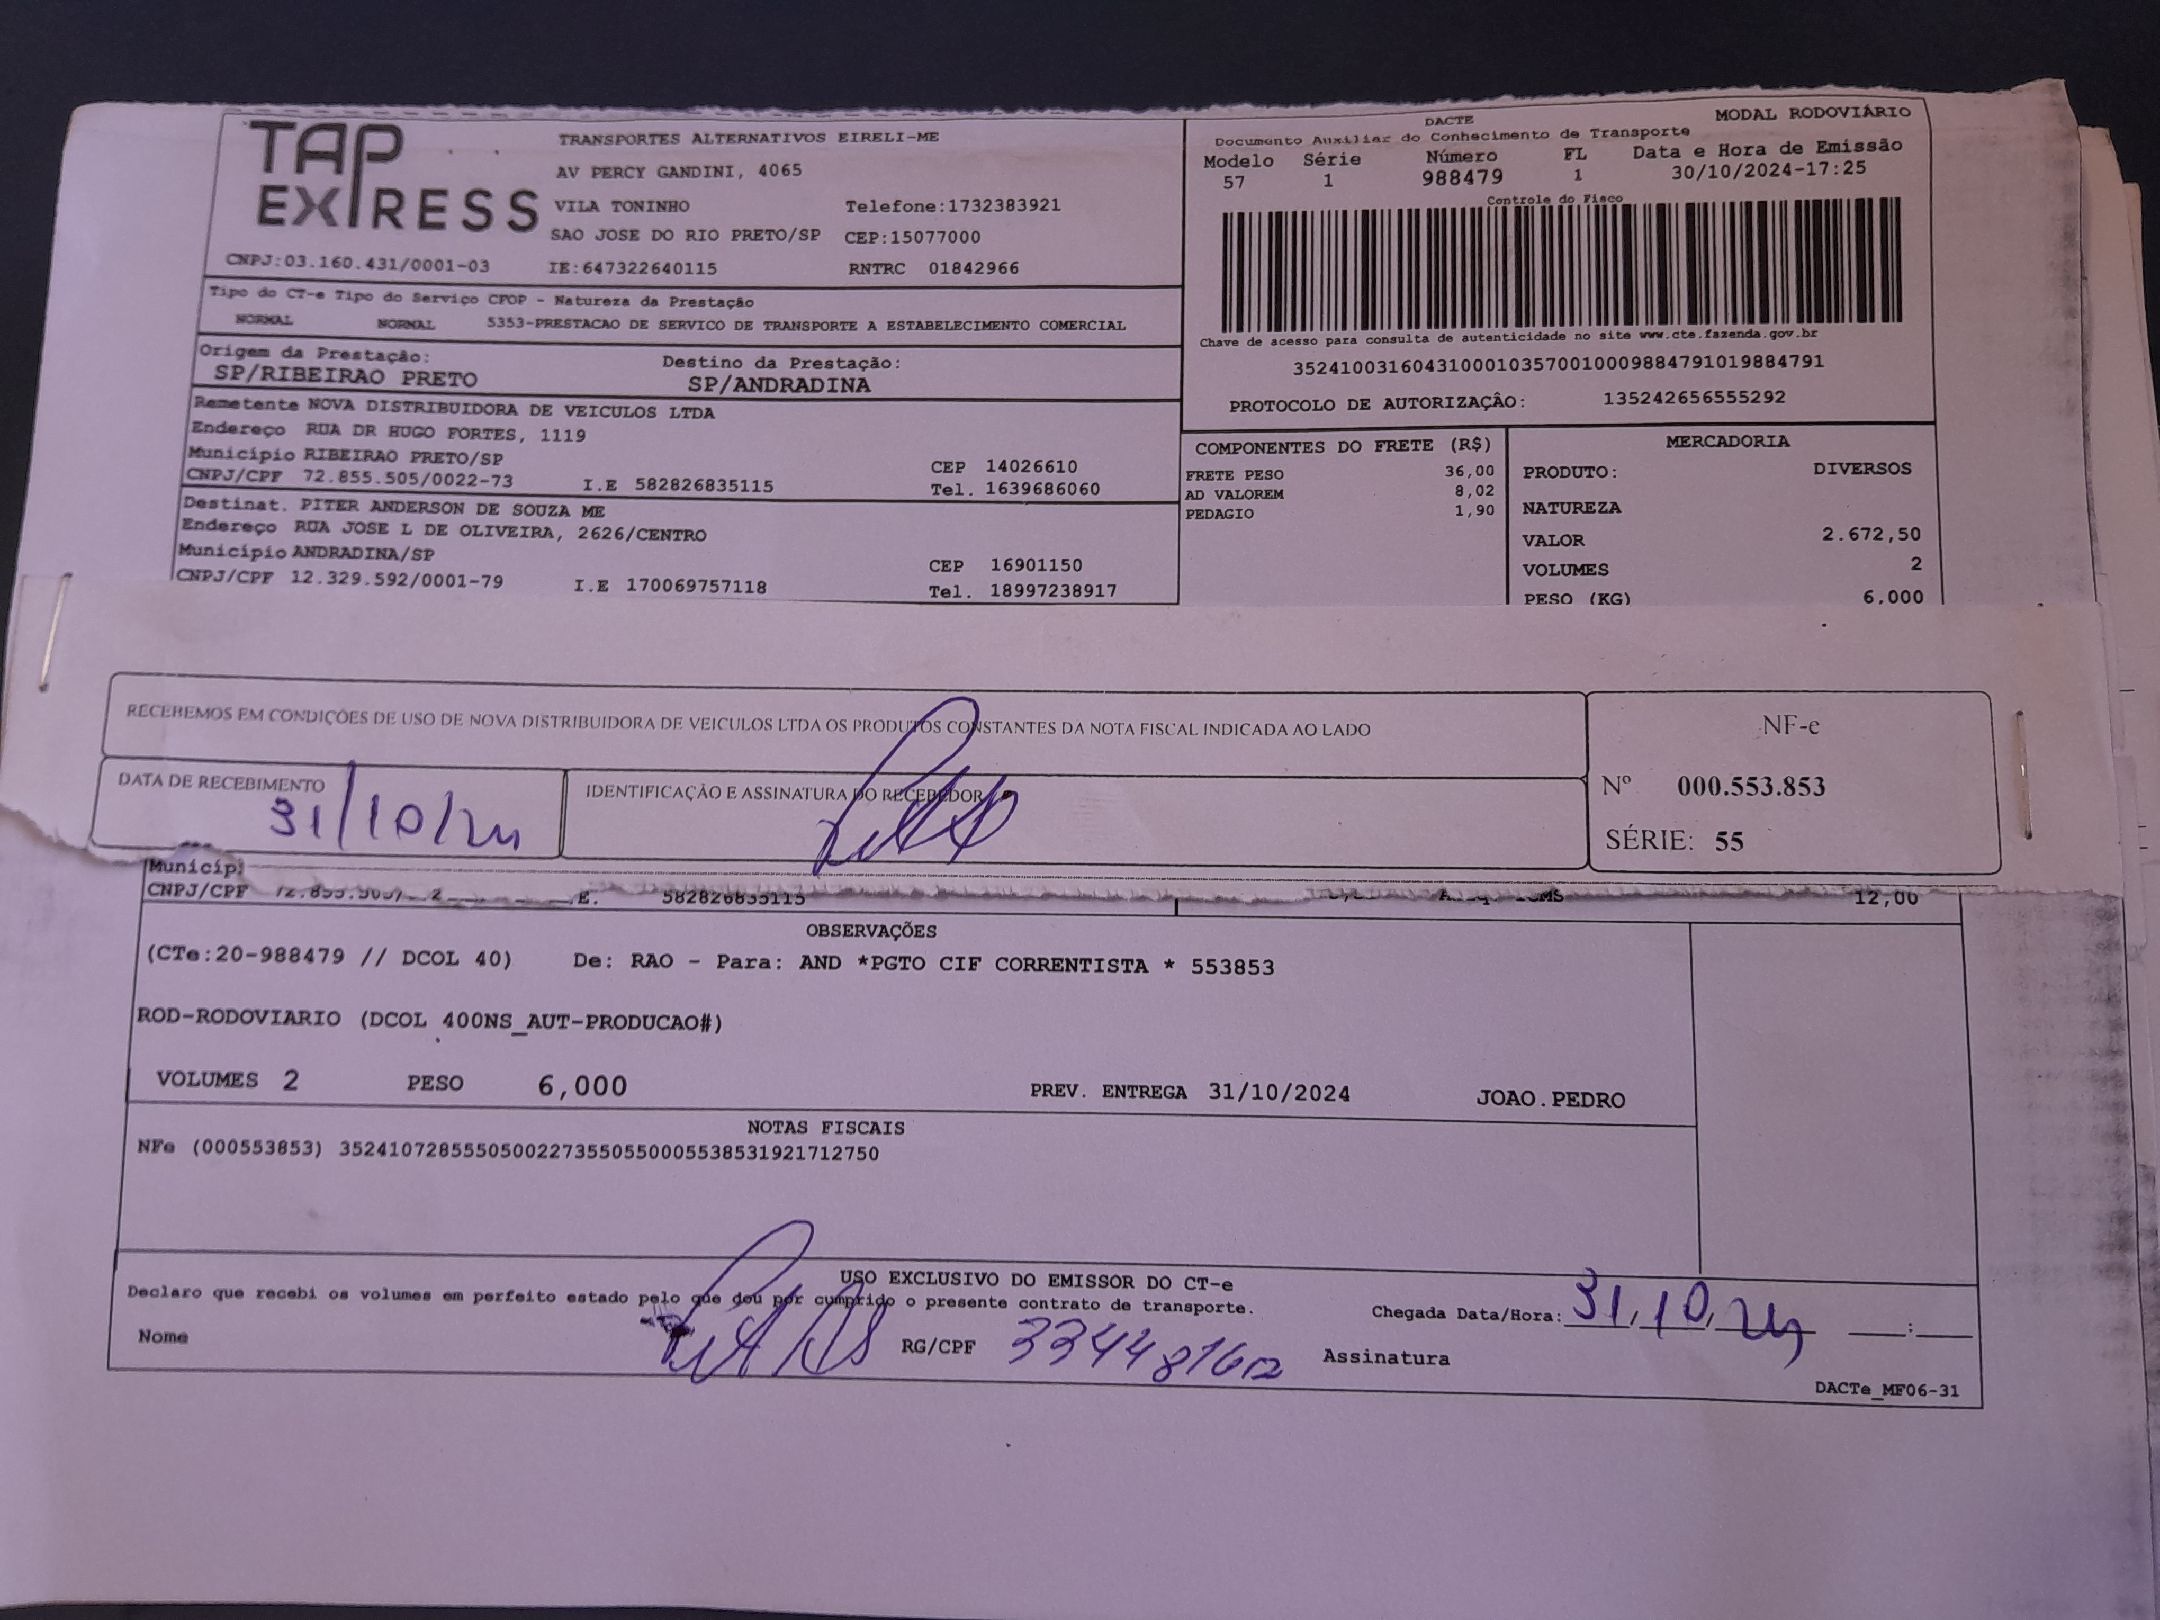 TAP EXPRESS
TRANSPORTES ALTERNATIVOS EIRELI-ME
AV PERCY GANDINI, 4065
VILA TONINHO Telefone:1732383921
SAO JOSE DO RIO PRETO/SP CEP:15077000
CNPJ:03.160.431/0001-03 IE:647322640115 RNTRC 01842966
DACTE MODAL RODOVIÁRIO
Documento Auxiliar do Conhecimento de Transporte
Modelo Série Número FL Data e Hora de Emissão
57 1 988479 1 30/10/2024-17:25
Controle do Fisco
Chave de acesso para consulta de autenticidade no site www.cte.fazenda.gov.br
35241003160431000103570010009884791019884791
PROTOCOLO DE AUTORIZAÇÃO: 135242656555292
Tipo do CT-e Tipo do Serviço CFOP - Natureza da Prestação
NORMAL NORMAL 5353-PRESTACAO DE SERVICO DE TRANSPORTE A ESTABELECIMENTO COMERCIAL
Origem da Prestação: Destino da Prestação:
SP/RIBEIRAO PRETO SP/ANDRADINA
Remetente NOVA DISTRIBUIDORA DE VEICULOS LTDA
Endereço RUA DR HUGO FORTES, 1119
Município RIBEIRAO PRETO/SP CEP 14026610
CNPJ/CPF 72.855.505/0022-73 I.E 582826835115 Tel. 1639686060
Destinat. PITER ANDERSON DE SOUZA ME
Endereço RUA JOSE L DE OLIVEIRA, 2626/CENTRO
Município ANDRADINA/SP CEP 16901150
CNPJ/CPF 12.329.592/0001-79 I.E 170069757118 Tel. 18997238917
COMPONENTES DO FRETE (R$)
FRETE PESO 36,00
AD VALOREM 8,02
PEDAGIO 1,90
MERCADORIA
PRODUTO: DIVERSOS
NATUREZA
VALOR 2.672,50
VOLUMES 2
PESO (KG) 6,000
RECEBEMOS EM CONDIÇÕES DE USO DE NOVA DISTRIBUIDORA DE VEICULOS LTDA OS PRODUTOS CONSTANTES DA NOTA FISCAL INDICADA AO LADO
NF-e
Nº 000.553.853
SÉRIE: 55
DATA DE RECEBIMENTO IDENTIFICAÇÃO E ASSINATURA DO RECEBEDOR
31/10/24
Municíp
CNPJ/CPF 582826835115 12,00
OBSERVAÇÕES
(CTe:20-988479 // DCOL 40) De: RAO - Para: AND *PGTO CIF CORRENTISTA * 553853
ROD-RODOVIARIO (DCOL 400NS_AUT-PRODUCAO#)
VOLUMES 2 PESO 6,000 PREV. ENTREGA 31/10/2024 JOAO.PEDRO
NOTAS FISCAIS
NFe (000553853) 35241072855505002273550550005538531921712750
USO EXCLUSIVO DO EMISSOR DO CT-e
Declaro que recebi os volumes em perfeito estado pelo que dou por cumprido o presente contrato de transporte. Chegada Data/Hora: 31/10/24 __:__
Nome RG/CPF Assinatura
DACTe_MF06-31